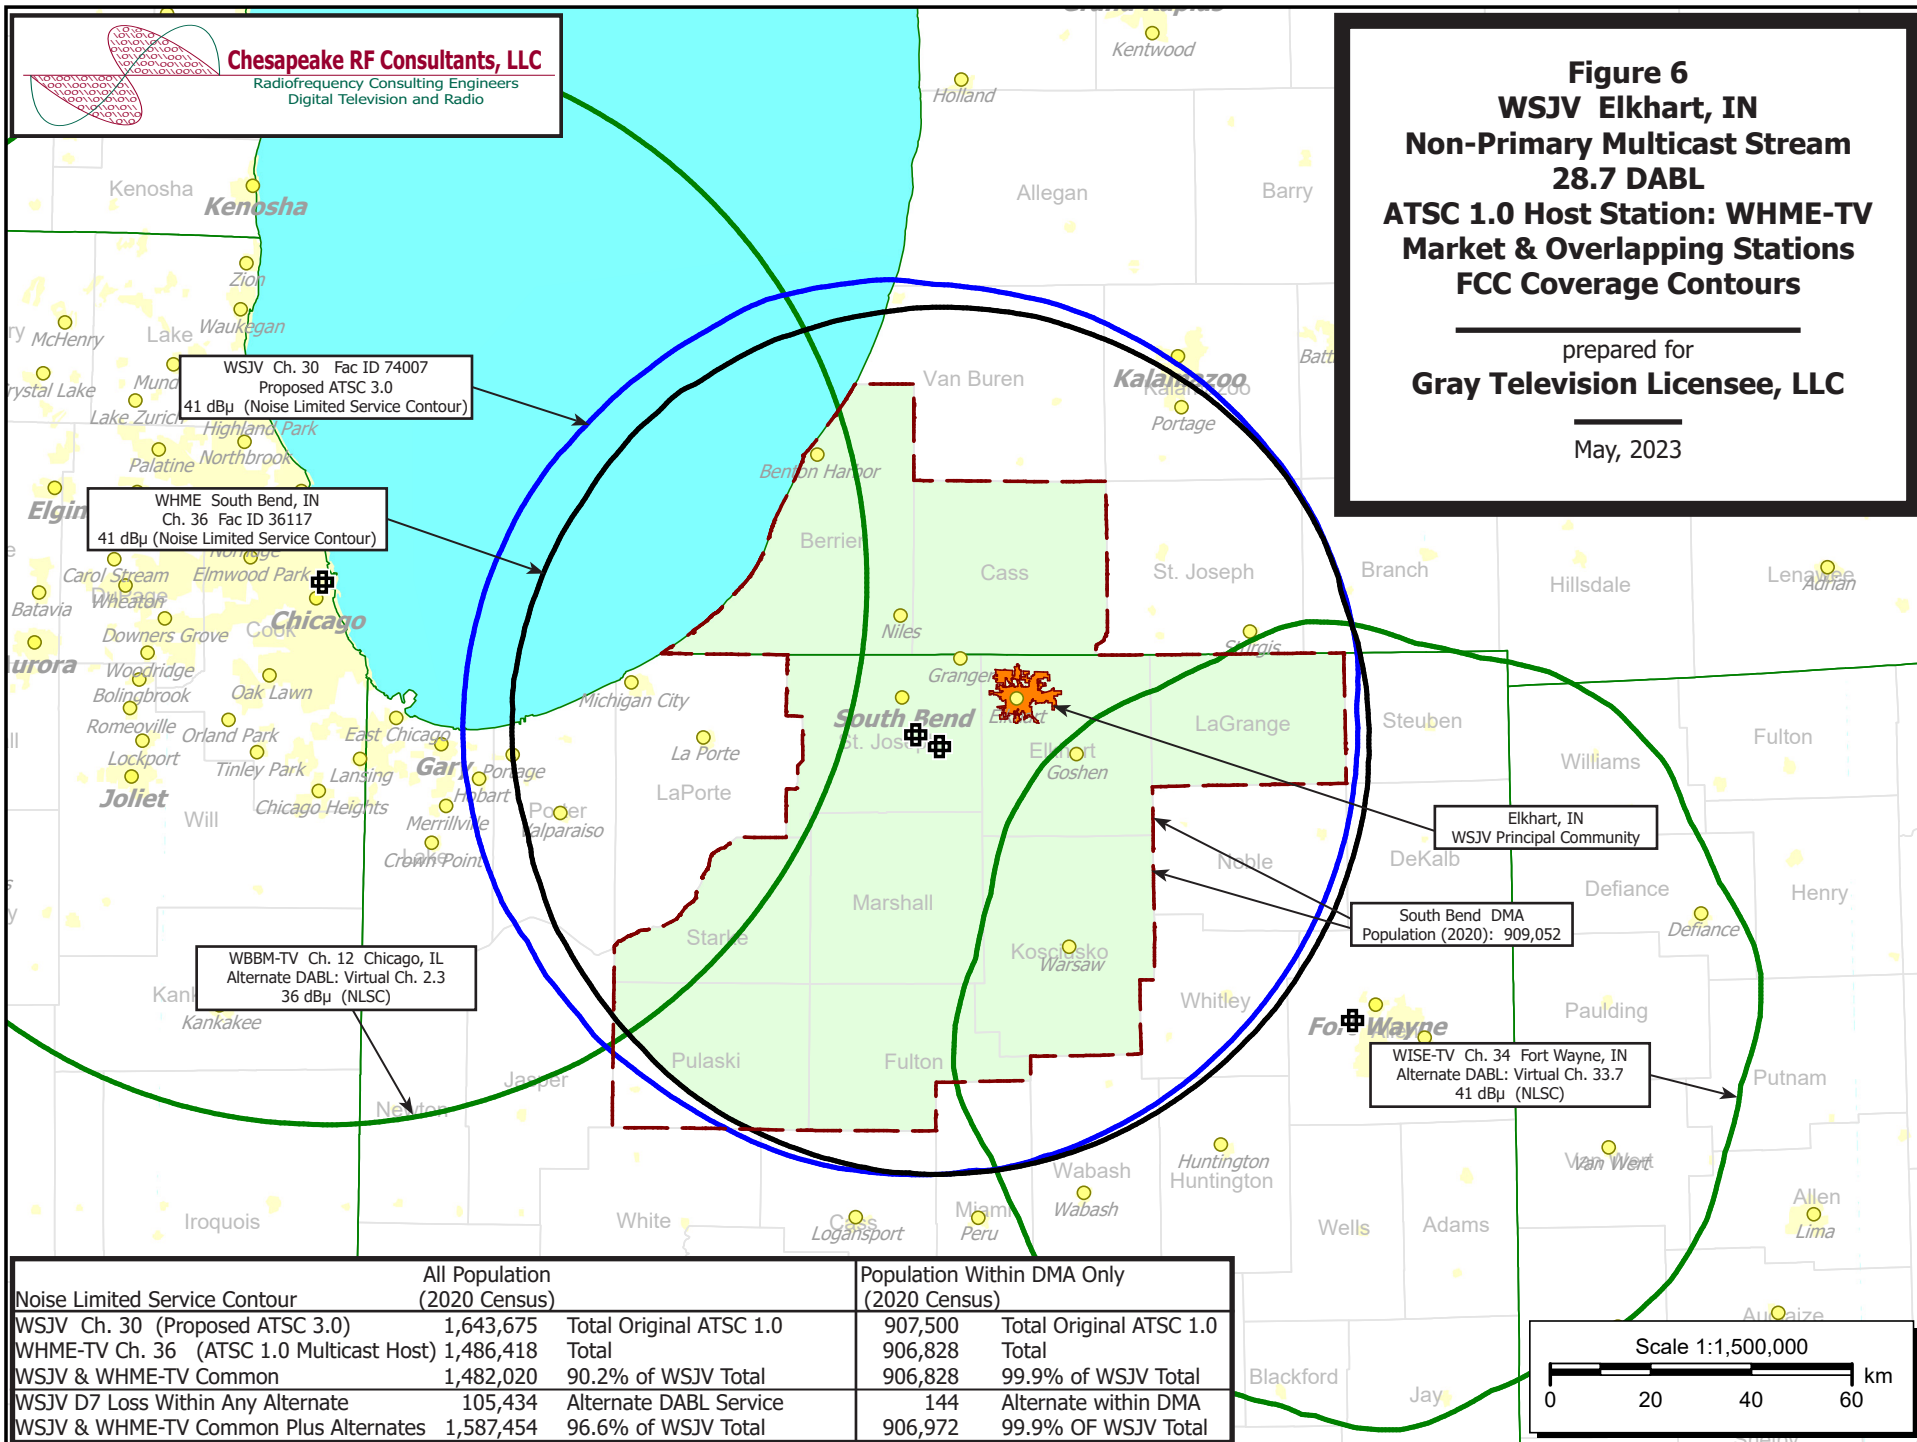 Chesapeake RF Consultants, LLC
Radiofrequency Consulting Engineers
Digital Television and Radio
Figure 6
WSJV Elkhart, IN
Non-Primary Multicast Stream
28.7 DABL
ATSC 1.0 Host Station: WHME-TV
Market & Overlapping Stations
FCC Coverage Contours
prepared for
Gray Television Licensee, LLC
May, 2023
Kentwood
Holland
Kenosha
Kenosha
Allegan
Barry
Zion
Waukegan
McHenry
Lake
Van Buren
Kalamazoo
Kalamazoo
Portage
WSJV Ch. 30 Fac ID 74007
Proposed ATSC 3.0
41 dBµ (Noise Limited Service Contour)
Lake Zurich
Highland Park
Palatine
Northbrook
Benton Harbor
WHME South Bend, IN
Ch. 36 Fac ID 36117
41 dBµ (Noise Limited Service Contour)
Elgin
Berrien
Cass
St. Joseph
Branch
Hillsdale
Lenawee
Adrian
Carol Stream
Elmwood Park
Batavia
Wheaton
DuPage
Downers Grove
Cook
Chicago
Niles
Sturgis
Woodridge
Bolingbrook
Oak Lawn
Granger
Michigan City
Romeoville
Orland Park
East Chicago
South Bend
St. Joseph
Elkhart
Elkhart
LaGrange
Steuben
Fulton
Lockport
Tinley Park
Lansing
Gary
Portage
La Porte
Goshen
Williams
Joliet
Chicago Heights
Hobart
LaPorte
Will
Merrillville
Porter
Valparaiso
Elkhart, IN
WSJV Principal Community
Lake
Crown Point
Noble
DeKalb
Defiance
Henry
Marshall
South Bend DMA
Population (2020): 909,052
Defiance
Starke
Kosciusko
Warsaw
WBBM-TV Ch. 12 Chicago, IL
Alternate DABL: Virtual Ch. 2.3
36 dBµ (NLSC)
Kankakee
Whitley
Fort Wayne
Allen
Paulding
Pulaski
Fulton
WISE-TV Ch. 34 Fort Wayne, IN
Alternate DABL: Virtual Ch. 33.7
41 dBµ (NLSC)
Putnam
Jasper
Newton
Huntington
Huntington
Van Wert
Van Wert
Wabash
Wabash
Iroquois
White
Cass
Logansport
Miami
Peru
Wells
Adams
Allen
Lima
Auglaize
Blackford
Jay
All Population Population Within DMA Only
Noise Limited Service Contour (2020 Census) (2020 Census)
WSJV Ch. 30 (Proposed ATSC 3.0) 1,643,675 Total Original ATSC 1.0 907,500 Total Original ATSC 1.0
WHME-TV Ch. 36 (ATSC 1.0 Multicast Host) 1,486,418 Total 906,828 Total
WSJV & WHME-TV Common 1,482,020 90.2% of WSJV Total 906,828 99.9% of WSJV Total
WSJV D7 Loss Within Any Alternate 105,434 Alternate DABL Service 144 Alternate within DMA
WSJV & WHME-TV Common Plus Alternates 1,587,454 96.6% of WSJV Total 906,972 99.9% OF WSJV Total
Scale 1:1,500,000
km
0 20 40 60